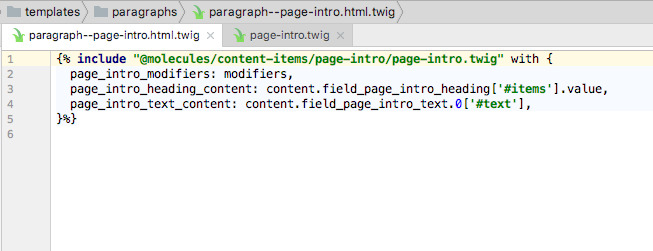 templates paragraphs paragraph--page-intro.html.twig
paragraph--page-intro.html.twig × page-intro.twig ×
1 {% include "@molecules/content-items/page-intro/page-intro.twig" with {
2 page_intro_modifiers: modifiers,
3 page_intro_heading_content: content.field_page_intro_heading['#items'].value,
4 page_intro_text_content: content.field_page_intro_text.0['#text'],
5 }%}
6